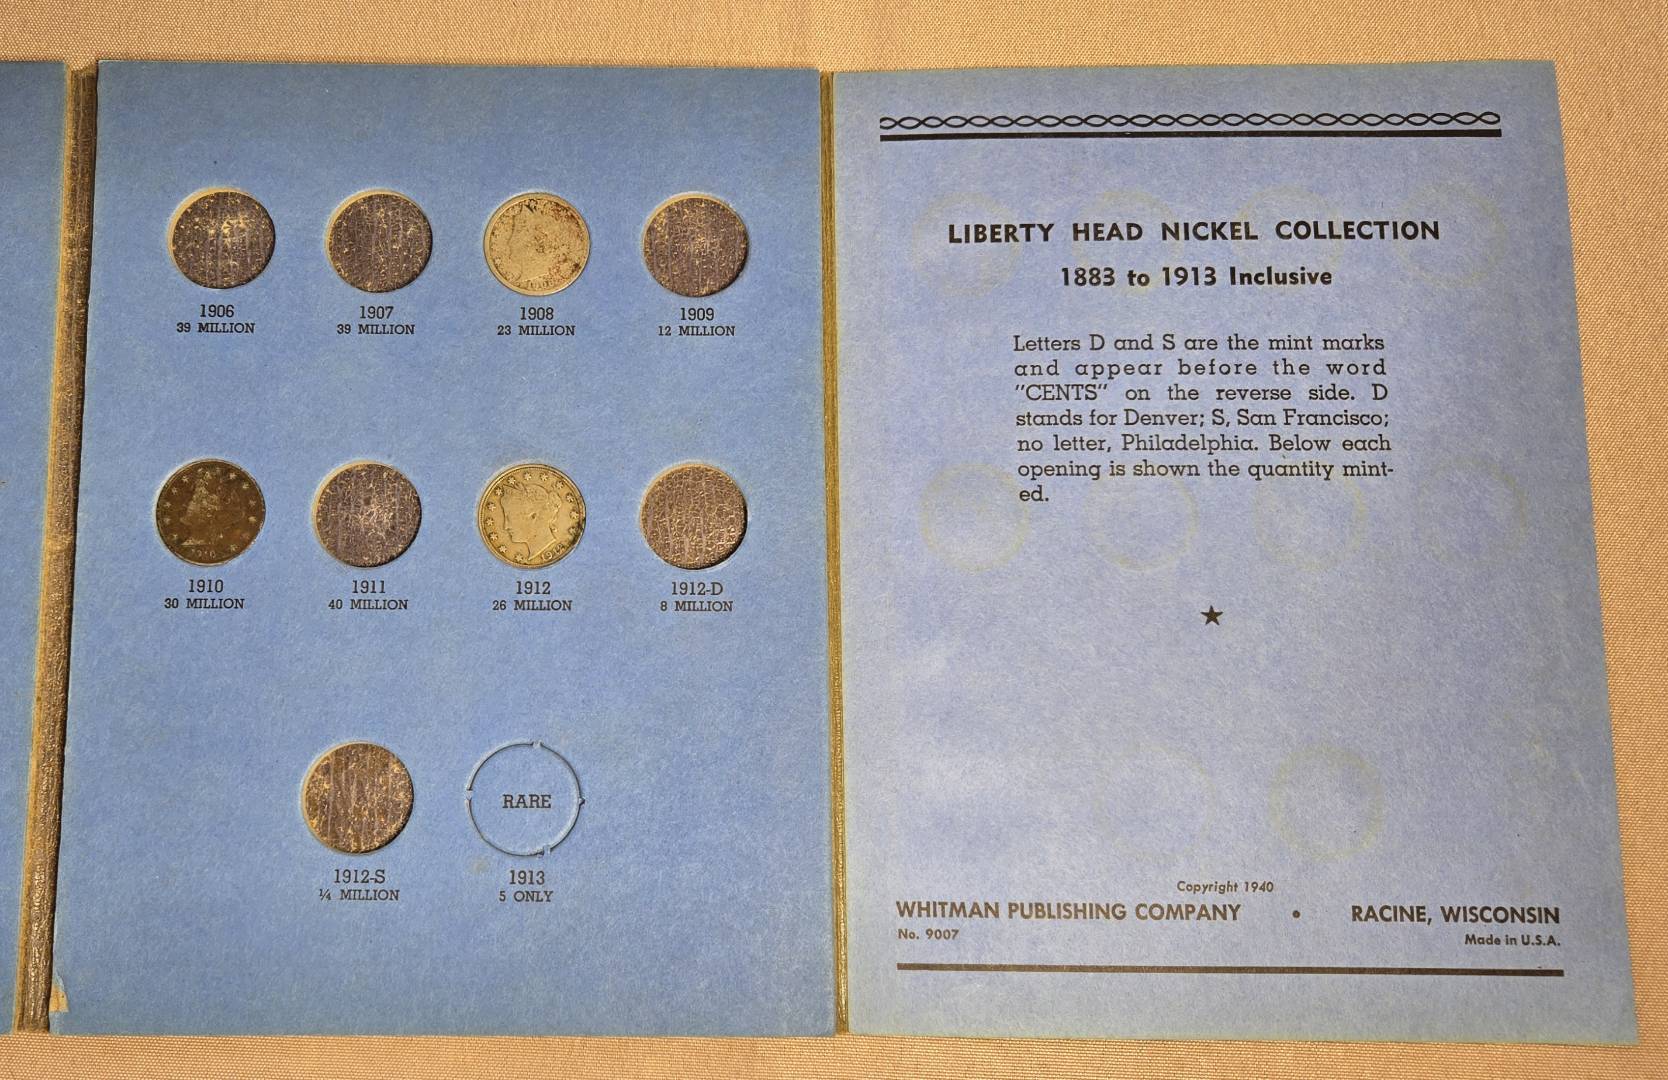 1906
39 MILLION
1907
39 MILLION
1908
23 MILLION
1909
12 MILLION
1910
30 MILLION
1911
40 MILLION
1912
26 MILLION
1912-D
8 MILLION
1912-S
¼ MILLION
RARE
1913
5 ONLY
LIBERTY HEAD NICKEL COLLECTION
1883 to 1913 Inclusive
Letters D and S are the mint marks
and appear before the word
"CENTS" on the reverse side. D
stands for Denver; S, San Francisco;
no letter, Philadelphia. Below each
opening is shown the quantity mint-
ed.
Copyright 1940
WHITMAN PUBLISHING COMPANY • RACINE, WISCONSIN
No. 9007
Made in U.S.A.
1908
1910
1912